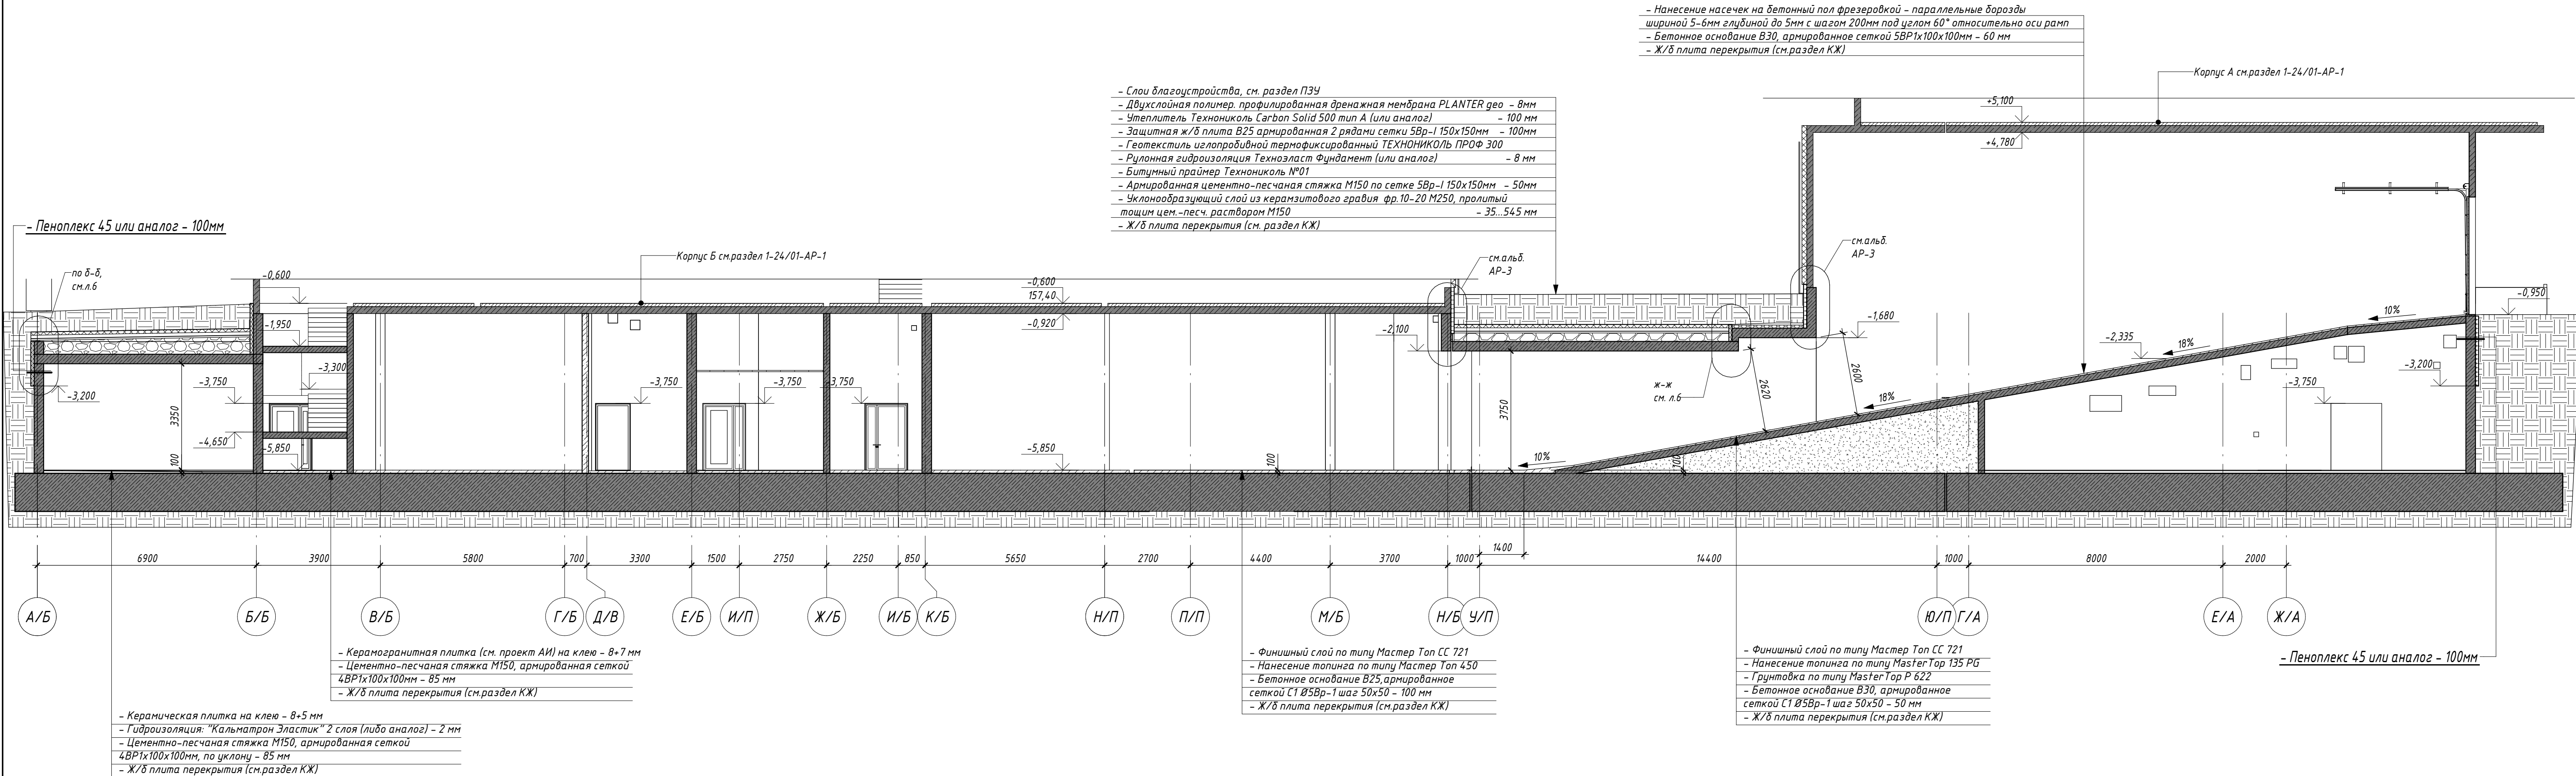 - Нанесение насечек на бетонный пол фрезеровкой - параллельные борозды
шириной 5-6мм глубиной до 5мм с шагом 200мм под углом 60° относительно оси рамп
- Бетонное основание В30, армированное сеткой 5ВР1х100х100мм - 60 мм
- Ж/б плита перекрытия (см.раздел КЖ)
Корпус А см.раздел 1-24/01-АР-1
- Слои благоустройства, см. раздел ПЗУ
- Двухслойная полимер. профилированная дренажная мембрана PLANTER geo - 8мм
- Утеплитель Технониколь Carbon Solid 500 тип А (или аналог) - 100 мм
- Защитная ж/б плита В25 армированная 2 рядами сетки 5Вр-I 150х150мм - 100мм
- Геотекстиль иглопробивной термофиксированный ТЕХНОНИКОЛЬ ПРОФ 300
- Рулонная гидроизоляция Техноэласт Фундамент (или аналог) - 8 мм
- Битумный праймер Технониколь №01
- Армированная цементно-песчаная стяжка М150 по сетке 5Вр-I 150х150мм - 50мм
- Уклонообразующий слой из керамзитового гравия фр.10-20 М250, пролитый
тощим цем.-песч. раствором М150 - 35...545 мм
- Ж/б плита перекрытия (см. раздел КЖ)
+5,100
+4,780
- Пеноплекс 45 или аналог - 100мм
Корпус Б см.раздел 1-24/01-АР-1
см.альб.
АР-3
см.альб.
АР-3
по б-б,
см.л.6
-0,600
-0,600
157,40
-0,920
-0,950
-1,950
-2,100
-1,680
10%
-2,335
18%
-3,300
-3,200
-3,750
-3,750
-3,750
-3,750
2620
2600
ж-ж
см. л.6
-3,200
-3,750
3350
3750
18%
-4,650
-5,850
-5,850
10%
100
100
100
6900
3900
5800
700
3300
1500
2750
2250
850
5650
2700
4400
3700
1000
1400
14400
1000
8000
2000
А/Б
Б/Б
В/Б
Г/Б
Д/В
Е/Б
И/П
Ж/Б
И/Б
К/Б
Н/П
П/П
М/Б
Н/Б
У/П
Ю/П
Г/А
Е/А
Ж/А
- Керамогранитная плитка (см. проект АИ) на клею - 8+7 мм
- Цементно-песчаная стяжка М150, армированная сеткой
4ВР1х100х100мм - 85 мм
- Ж/б плита перекрытия (см.раздел КЖ)
- Финишный слой по типу Мастер Топ СС 721
- Нанесение топинга по типу Мастер Топ 450
- Бетонное основание В25,армированное
сеткой С1 Ø5Вр-1 шаг 50х50 - 100 мм
- Ж/б плита перекрытия (см.раздел КЖ)
- Финишный слой по типу Мастер Топ СС 721
- Нанесение топинга по типу MasterTop 135 PG
- Грунтовка по типу MasterTop P 622
- Бетонное основание В30, армированное
сеткой С1 Ø5Вр-1 шаг 50х50 - 50 мм
- Ж/б плита перекрытия (см.раздел КЖ)
- Пеноплекс 45 или аналог - 100мм
- Керамическая плитка на клею - 8+5 мм
- Гидроизоляция: "Кальматрон Эластик" 2 слоя (либо аналог) - 2 мм
- Цементно-песчаная стяжка М150, армированная сеткой
4ВР1х100х100мм, по уклону - 85 мм
- Ж/б плита перекрытия (см.раздел КЖ)